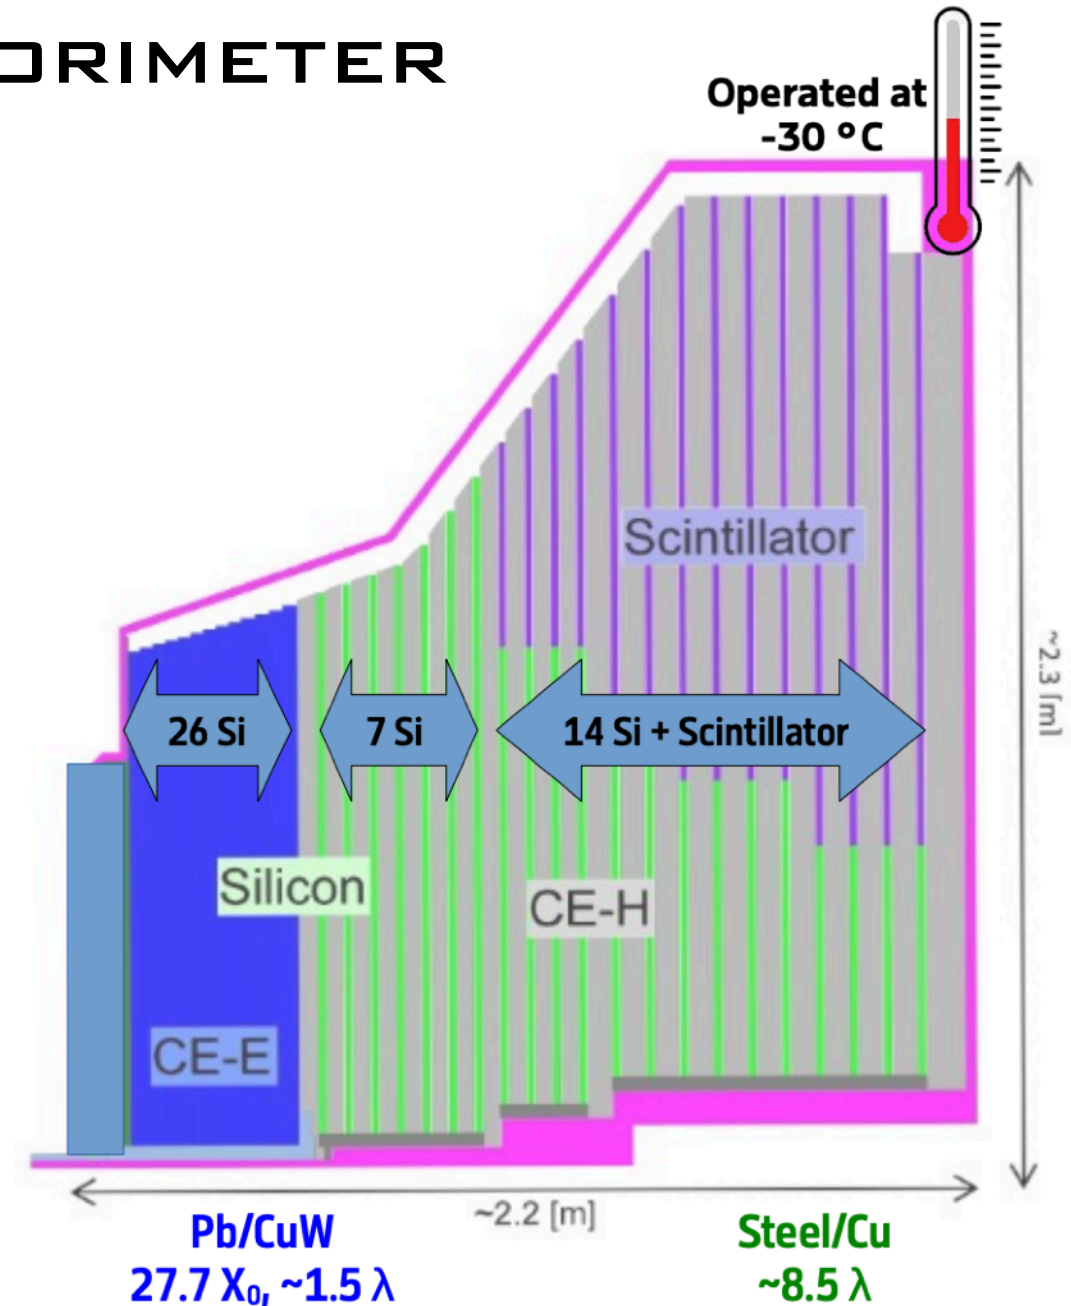 ORIMETER
Operated at
-30 °C
Scintillator
~2.3 [m]
26 Si
7 Si
14 Si + Scintillator
Silicon
CE-H
CE-E
~2.2 [m]
Pb/CuW
27.7 X₀, ~1.5 λ
Steel/Cu
~8.5 λ